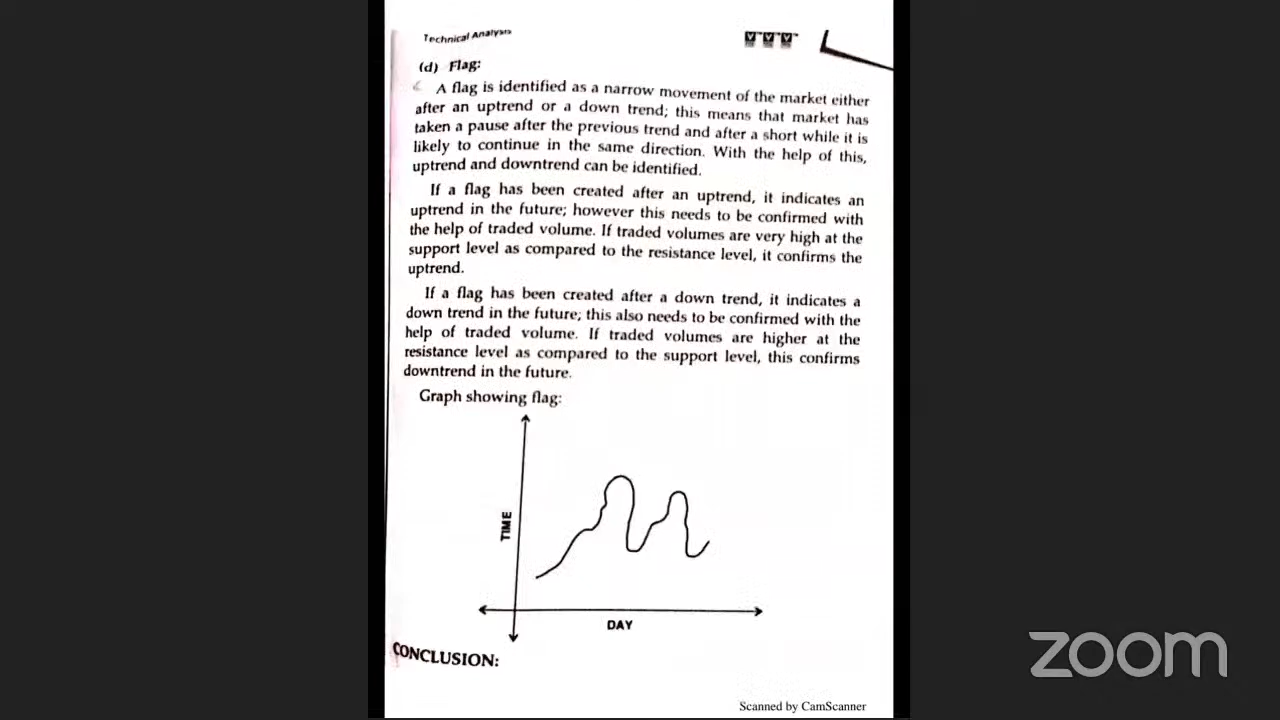 Technical Analysis
(d) Flag:
A flag is identified as a narrow movement of the market either
after an uptrend or a down trend; this means that market has
taken a pause after the previous trend and after a short while it is
likely to continue in the same direction. With the help of this,
uptrend and downtrend can be identified.
If a flag has been created after an uptrend, it indicates an
uptrend in the future; however this needs to be confirmed with
the help of traded volume. If traded volumes are very high at the
support level as compared to the resistance level, it confirms the
uptrend.
If a flag has been created after a down trend, it indicates a
down trend in the future; this also needs to be confirmed with the
help of traded volume. If traded volumes are higher at the
resistance level as compared to the support level, this confirms
downtrend in the future.
Graph showing flag:
TIME
DAY
CONCLUSION:
Scanned by CamScanner
zoom